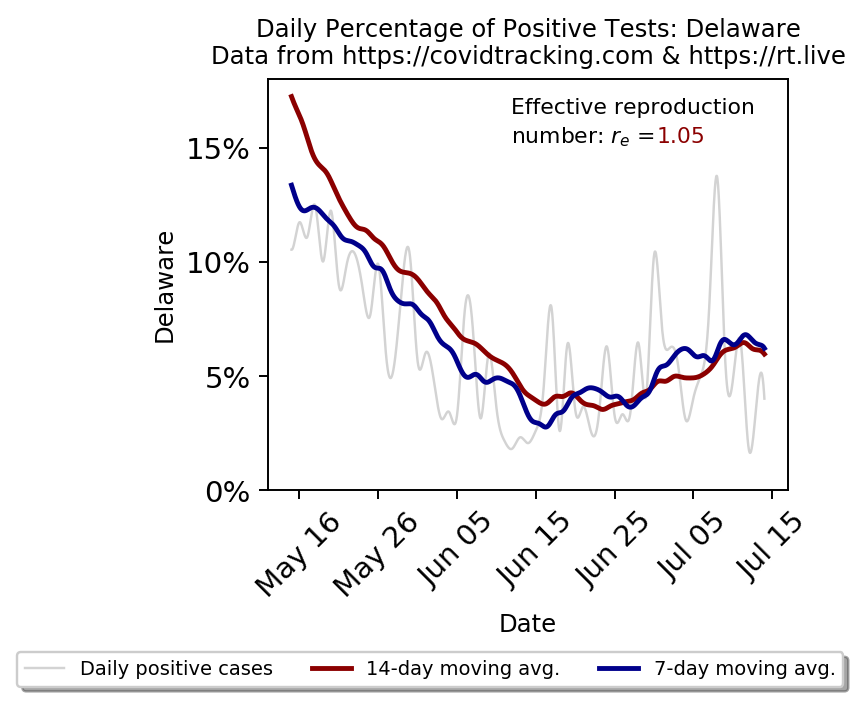 Daily Percentage of Positive Tests: Delaware
Data from https://covidtracking.com & https://rt.live
Effective reproduction
number: rₑ =1.05
15%
10%
5%
0%
Delaware
May 16
May 26
Jun 05
Jun 15
Jun 25
Jul 05
Jul 15
Date
Daily positive cases
14-day moving avg.
7-day moving avg.